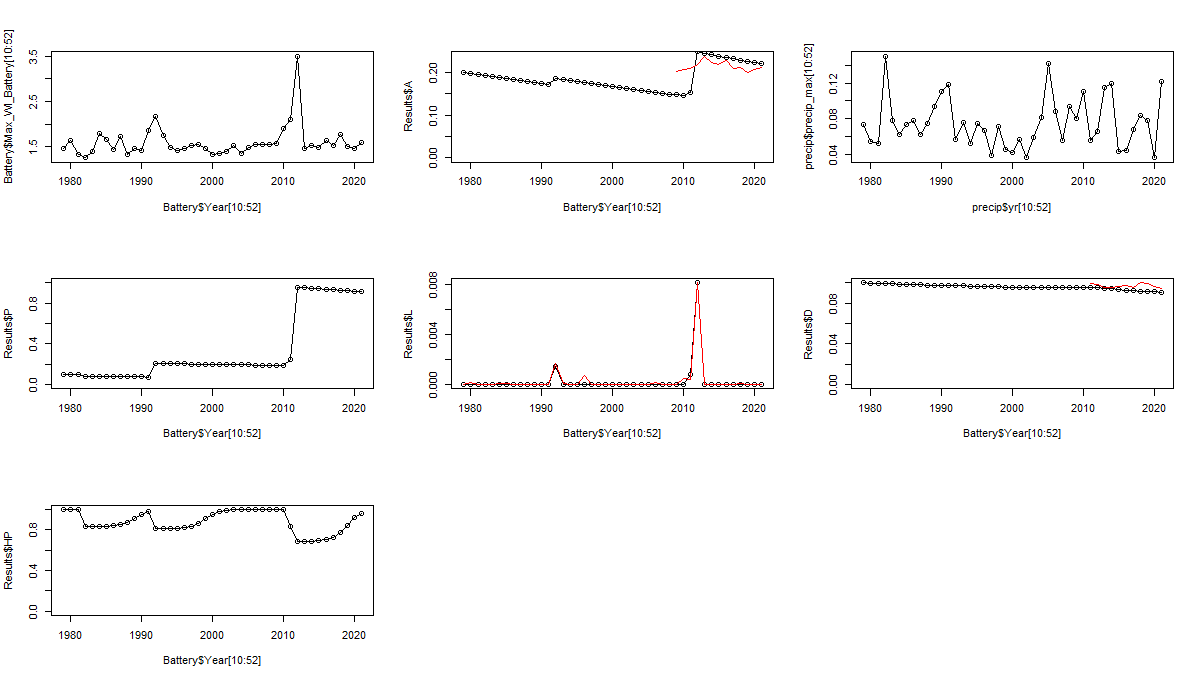 Battery$Max_WI_Battery[10:52]
3.5
2.5
1.5
1980 1990 2000 2010 2020
Battery$Year[10:52]
Results$A
0.20
0.10
0.00
1980 1990 2000 2010 2020
Battery$Year[10:52]
precip$precip_max[10:52]
0.12
0.08
0.04
1980 1990 2000 2010 2020
precip$yr[10:52]
Results$P
0.8
0.4
0.0
1980 1990 2000 2010 2020
Battery$Year[10:52]
Results$L
0.008
0.004
0.000
1980 1990 2000 2010 2020
Battery$Year[10:52]
Results$D
0.08
0.04
0.00
1980 1990 2000 2010 2020
Battery$Year[10:52]
Results$HP
0.8
0.4
0.0
1980 1990 2000 2010 2020
Battery$Year[10:52]